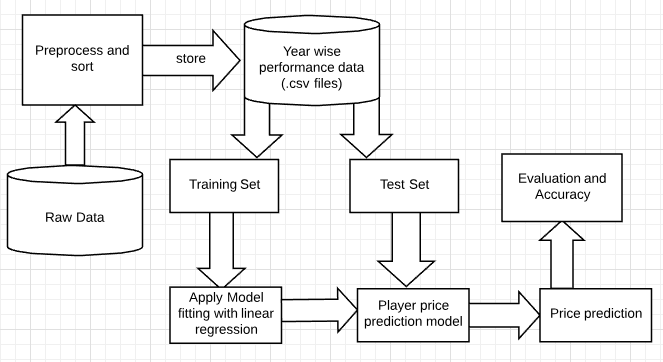 Preprocess and
sort
store
Year wise
performance data
(.csv files)
Raw Data
Training Set
Test Set
Evaluation and
Accuracy
Apply Model
fitting with linear
regression
Player price
prediction model
Price prediction